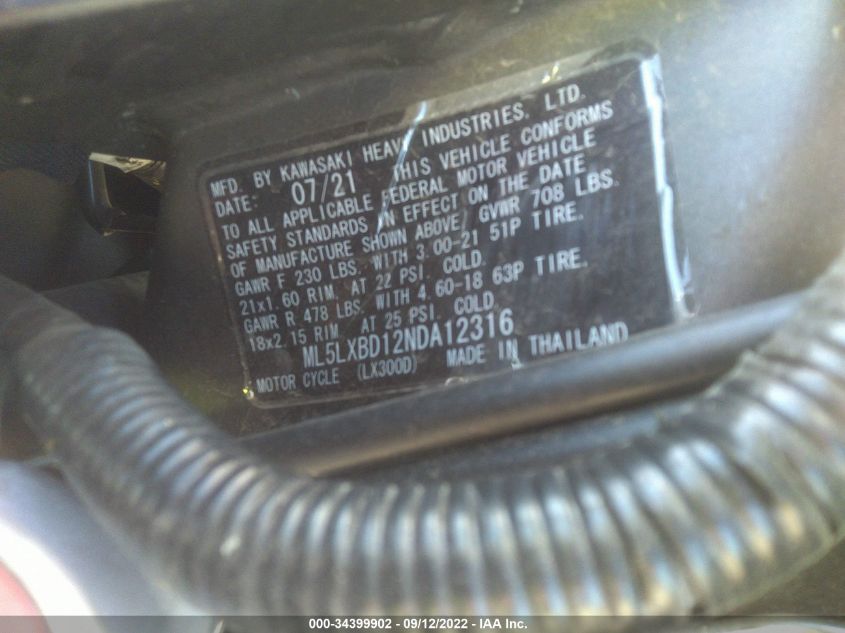 MFD. BY KAWASAKI HEAVY INDUSTRIES. LTD.
DATE: 07/21 THIS VEHICLE CONFORMS
TO ALL APPLICABLE FEDERAL MOTOR VEHICLE
SAFETY STANDARDS IN EFFECT ON THE DATE
OF MANUFACTURE SHOWN ABOVE. GVWR 708 LBS.
GAWR F 230 LBS. WITH 3.00-21 51P TIRE.
21x1.60 RIM. AT 22 PSI. COLD.
GAWR R 478 LBS. WITH 4.60-18 63P TIRE.
18x2.15 RIM. AT 25 PSI. COLD.
ML5LXBD12NDA12316
MOTOR CYCLE (LX300D) MADE IN THAILAND
000-34399902 - 09/12/2022 - IAA Inc.